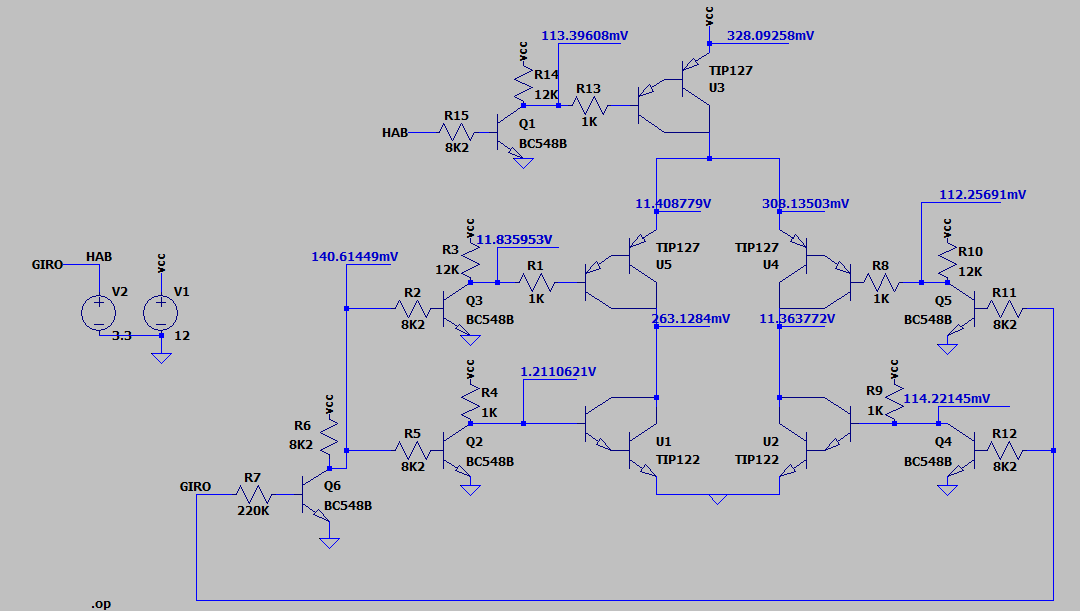 vcc
113.39608mV
328.09258mV
vcc
R14
12K
R13
1K
TIP127
U3
R15
8K2
HAB
Q1
BC548B
11.408779V
308.13503mV
112.25691mV
vcc
R3
12K
11.835953V
R1
1K
TIP127
U5
TIP127
U4
R8
1K
vcc
R10
12K
140.61449mV
R2
8K2
Q3
BC548B
Q5
BC548B
R11
8K2
GIRO
HAB
vcc
V2
3.3
V1
12
263.1284mV
11.363772V
vcc
R4
1K
1.2110621V
vcc
R9
1K
114.22145mV
vcc
R6
8K2
R5
8K2
Q2
BC548B
U1
TIP122
U2
TIP122
Q4
BC548B
R12
8K2
GIRO
R7
220K
Q6
BC548B
.op